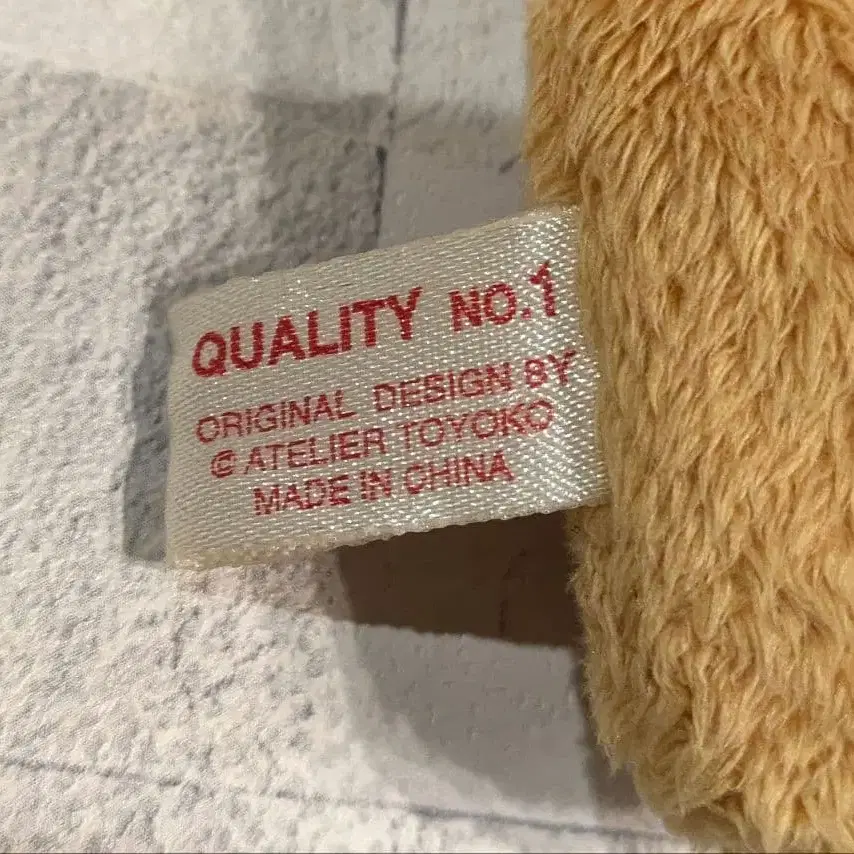 QUALITY NO.1
ORIGINAL DESIGN BY
© ATELIER TOYOKO
MADE IN CHINA